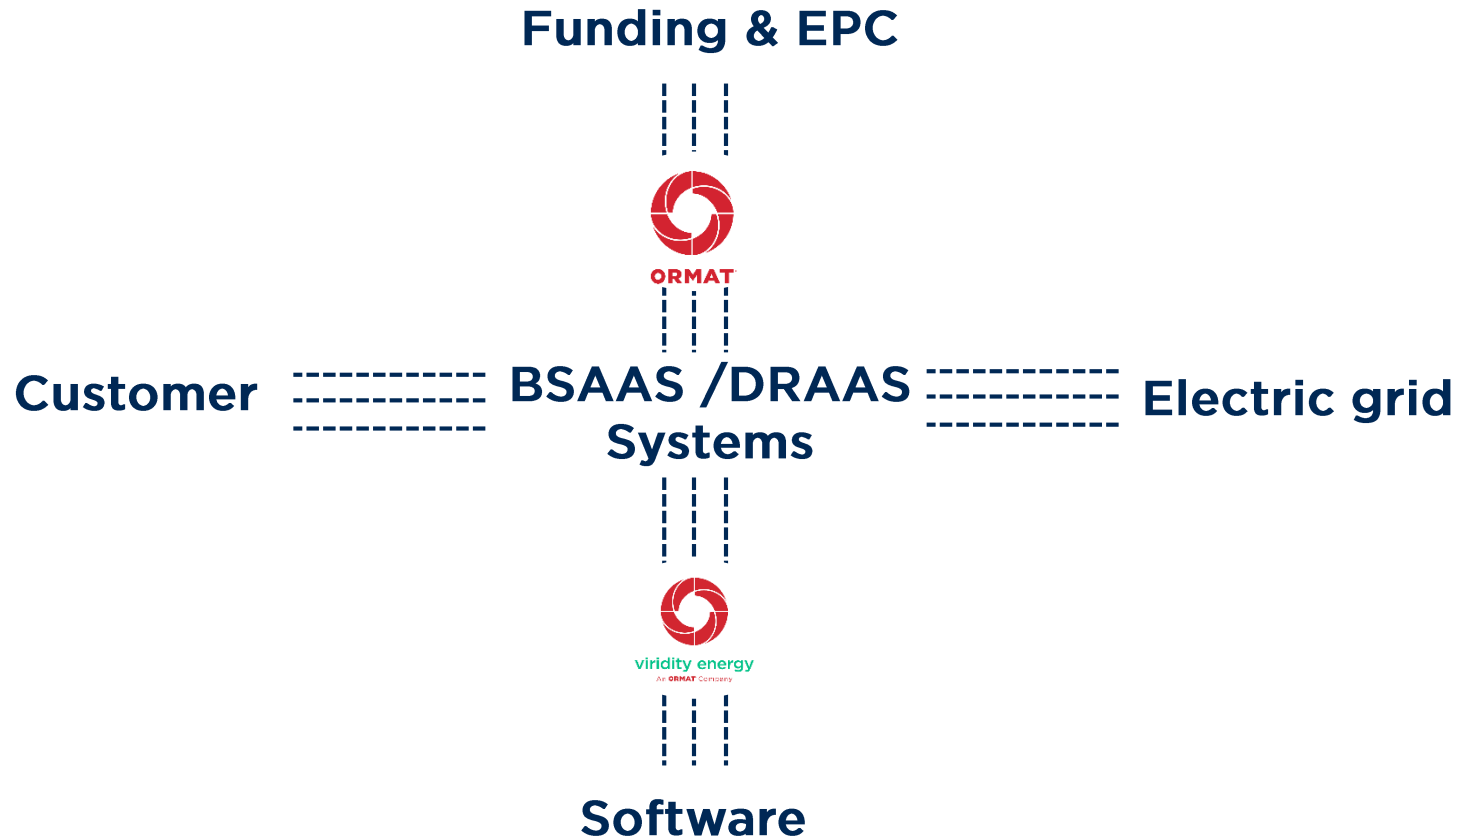 Funding & EPC
ORMAT
Customer
BSAAS /DRAAS
Systems
Electric grid
viridity energy
An ORMAT Company
Software